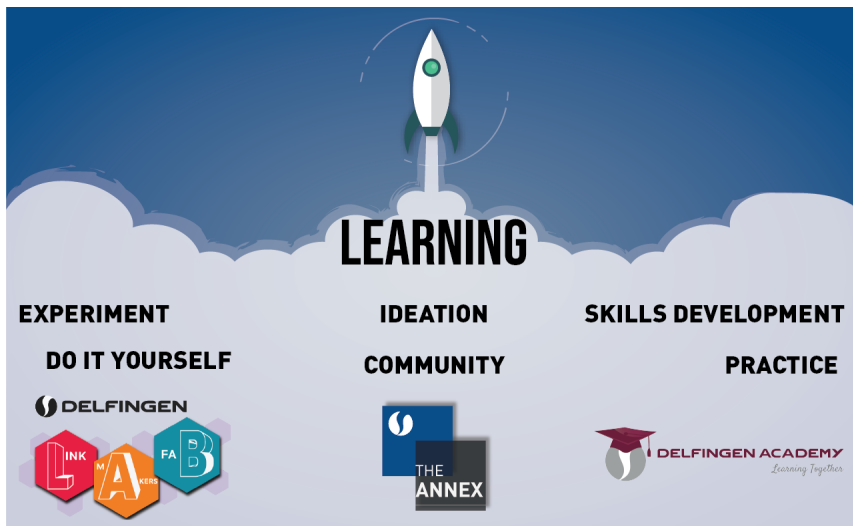 LEARNING
EXPERIMENT
DO IT YOURSELF
DELFINGEN
LINK
MAKERS
FAB
IDEATION
COMMUNITY
THE
ANNEX
SKILLS DEVELOPMENT
PRACTICE
DELFINGEN ACADEMY
Learning Together